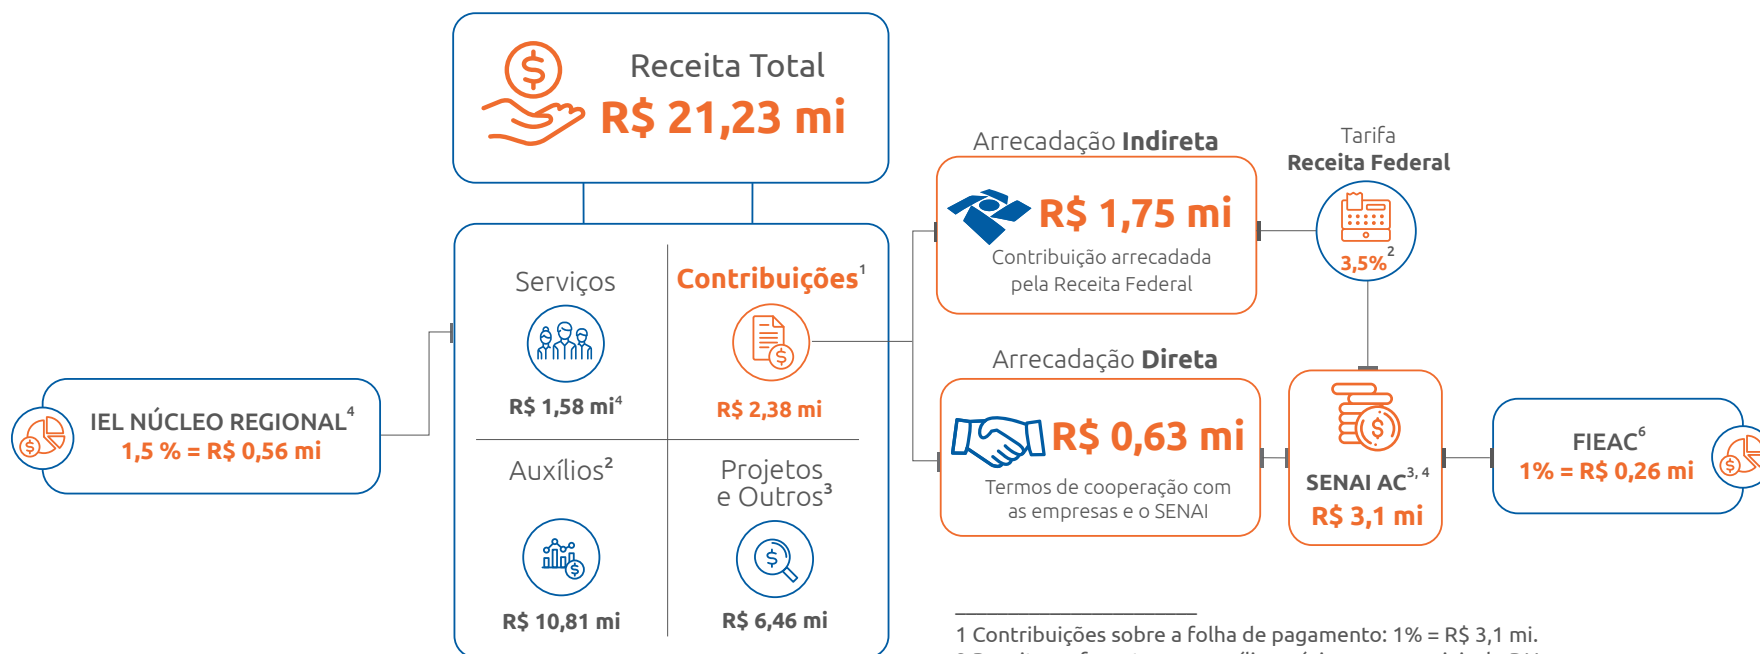 Receita Total
R$ 21,23 mi
Serviços
R$ 1,58 mi4
Contribuições1
R$ 2,38 mi
Auxílios2
R$ 10,81 mi
Projetos
e Outros3
R$ 6,46 mi
IEL NÚCLEO REGIONAL4
1,5 % = R$ 0,56 mi
Arrecadação Indireta
R$ 1,75 mi
Contribuição arrecadada
pela Receita Federal
Tarifa
Receita Federal
3,5%2
Arrecadação Direta
R$ 0,63 mi
Termos de cooperação com
as empresas e o SENAI
SENAI AC3, 4
R$ 3,1 mi
FIEAC6
1% = R$ 0,26 mi
1 Contribuições sobre a folha de pagamento: 1% = R$ 3,1 mi.